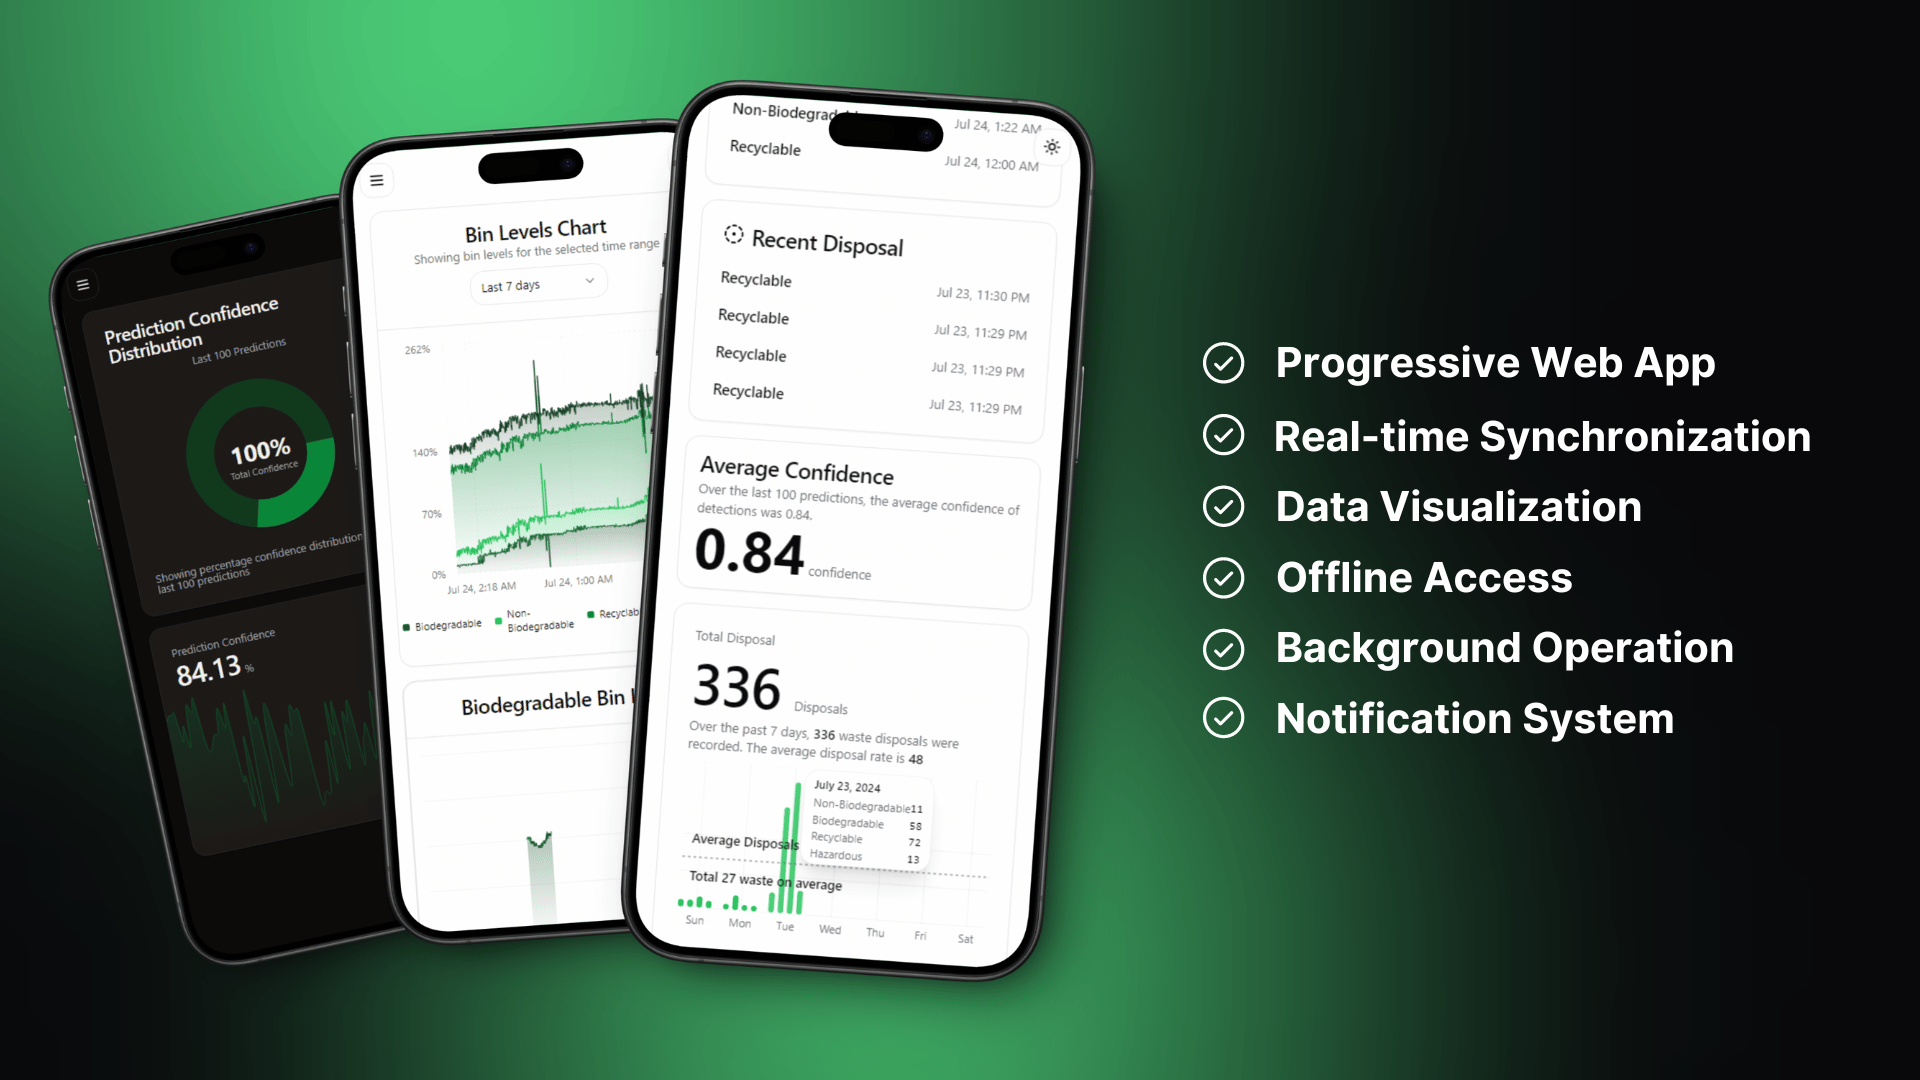 Prediction Confidence
Distribution
Last 100 Predictions
100%
Total Confidence
Showing percentage confidence distribution
last 100 predictions
Prediction Confidence
84.13 %
Bin Levels Chart
Showing bin levels for the selected time range
Last 7 days
262%
140%
70%
0%
Jul 24, 2:18 AM
Jul 24, 1:00 AM
Biodegradable
Non-
Biodegradable
Recyclab
Biodegradable Bin
Non-Biodegrad
Jul 24, 1:22 AM
Recyclable
Jul 24, 12:00 AM
Recent Disposal
Recyclable
Jul 23, 11:30 PM
Recyclable
Jul 23, 11:29 PM
Recyclable
Jul 23, 11:29 PM
Recyclable
Jul 23, 11:29 PM
Average Confidence
Over the last 100 predictions, the average confidence of
detections was 0.84.
0.84 confidence
Total Disposal
336 Disposals
Over the past 7 days, 336 waste disposals were
recorded. The average disposal rate is 48
July 23, 2024
Non-Biodegradable 11
Biodegradable 58
Recyclable 72
Hazardous 13
Average Disposals
Total 27 waste on average
Sun Mon Tue Wed Thu Fri Sat
Progressive Web App
Real-time Synchronization
Data Visualization
Offline Access
Background Operation
Notification System